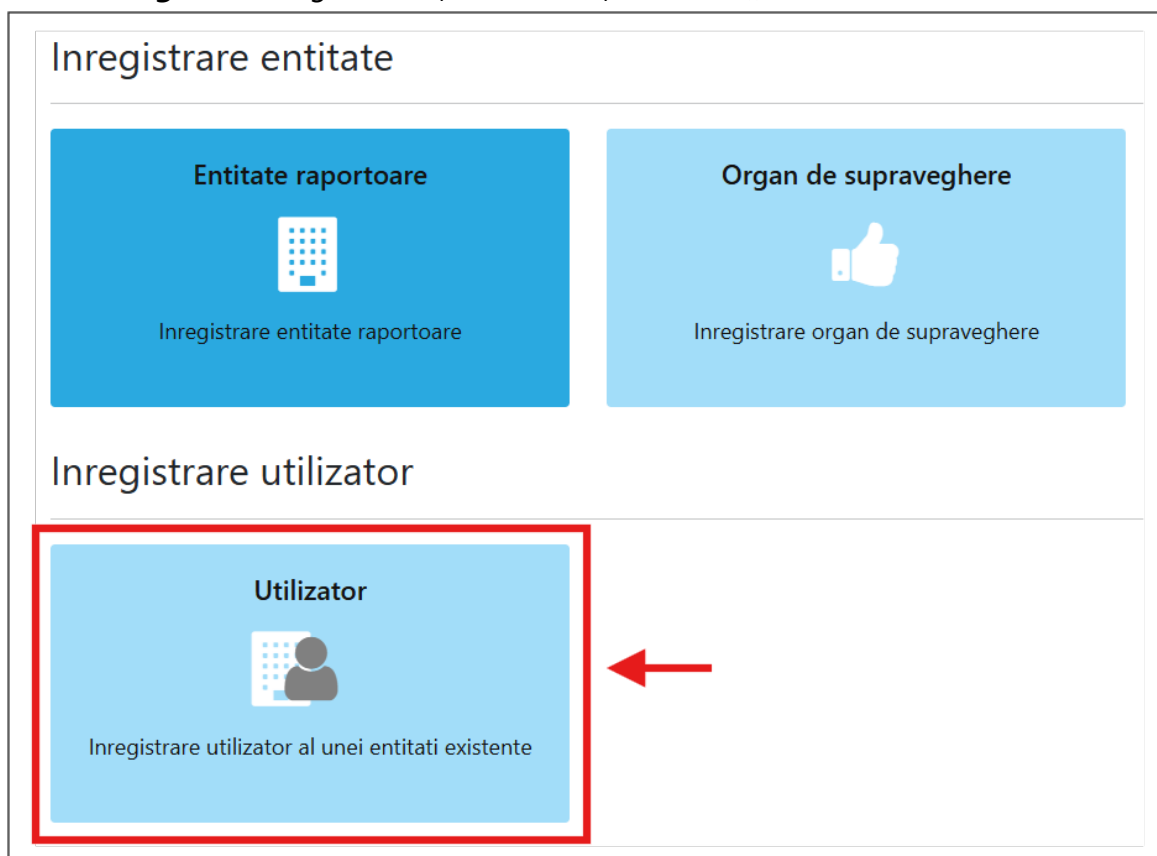 Inregistrare entitate
Entitate raportoare
Organ de supraveghere
Inregistrare entitate raportoare
Inregistrare organ de supraveghere
Inregistrare utilizator
Utilizator
Inregistrare utilizator al unei entitati existente